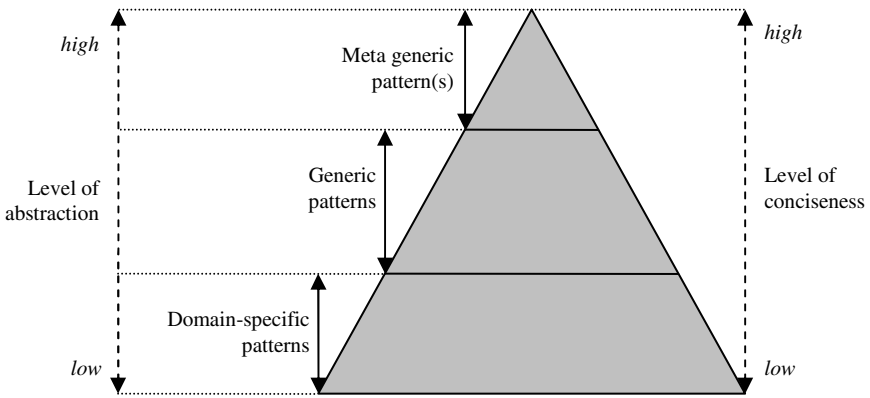 high
Meta generic
pattern(s)
high
Generic
patterns
Level of
abstraction
Level of
conciseness
Domain-specific
patterns
low
low